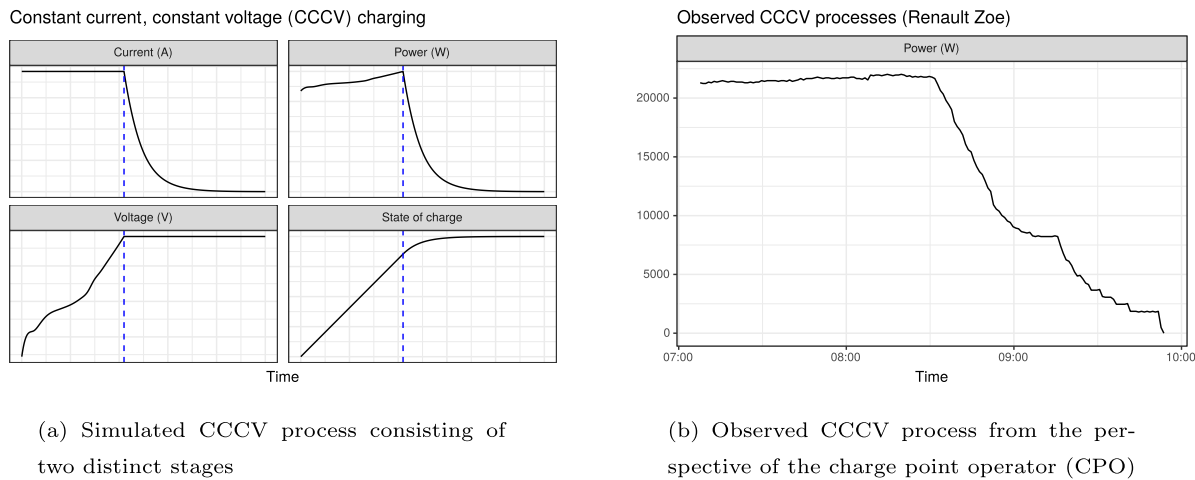 Constant current, constant voltage (CCCV) charging
Current (A)
Power (W)
Voltage (V)
State of charge
Time
(a) Simulated CCCV process consisting of
two distinct stages
Observed CCCV processes (Renault Zoe)
Power (W)
20000
15000
10000
5000
0
07:00
08:00
09:00
10:00
Time
(b) Observed CCCV process from the per-
spective of the charge point operator (CPO)